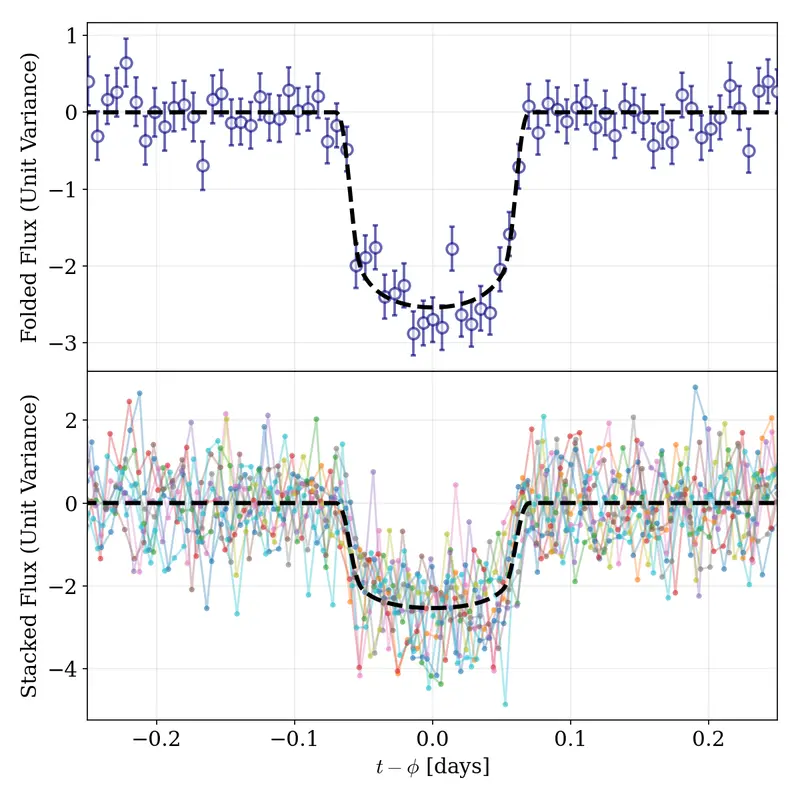 Folded Flux (Unit Variance)
1
0
−1
−2
−3
Stacked Flux (Unit Variance)
2
0
−2
−4
−0.2 −0.1 0.0 0.1 0.2
t − ϕ [days]